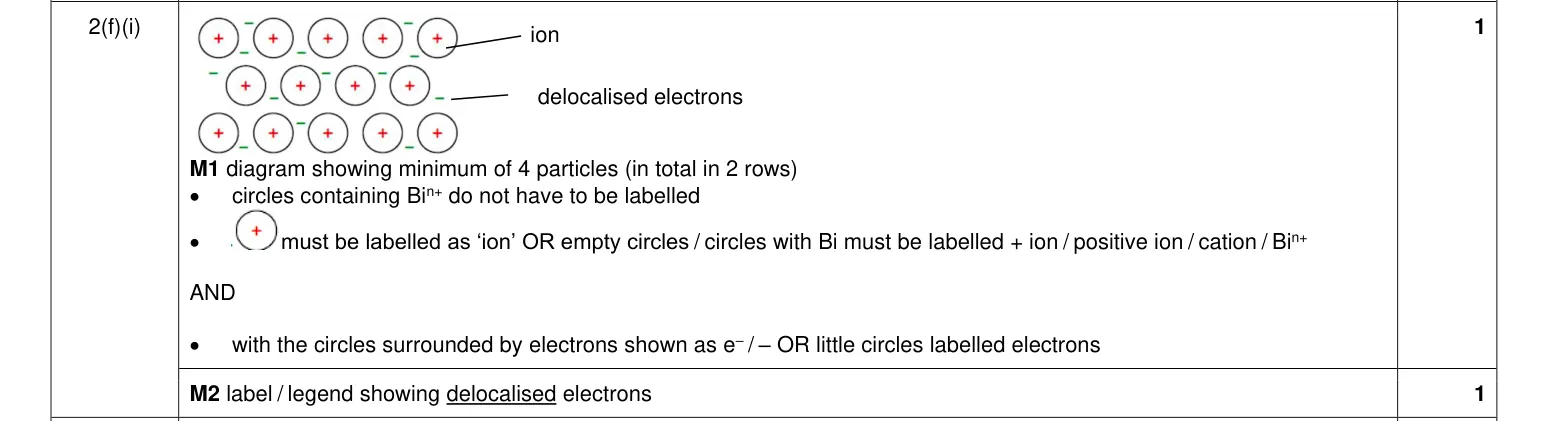 2(f)(i)
1
ion
delocalised electrons
M1 diagram showing minimum of 4 particles (in total in 2 rows)
• circles containing Biⁿ⁺ do not have to be labelled
• + must be labelled as ‘ion’ OR empty circles / circles with Bi must be labelled + ion / positive ion / cation / Biⁿ⁺
AND
• with the circles surrounded by electrons shown as e⁻ / – OR little circles labelled electrons
M2 label / legend showing delocalised electrons
1